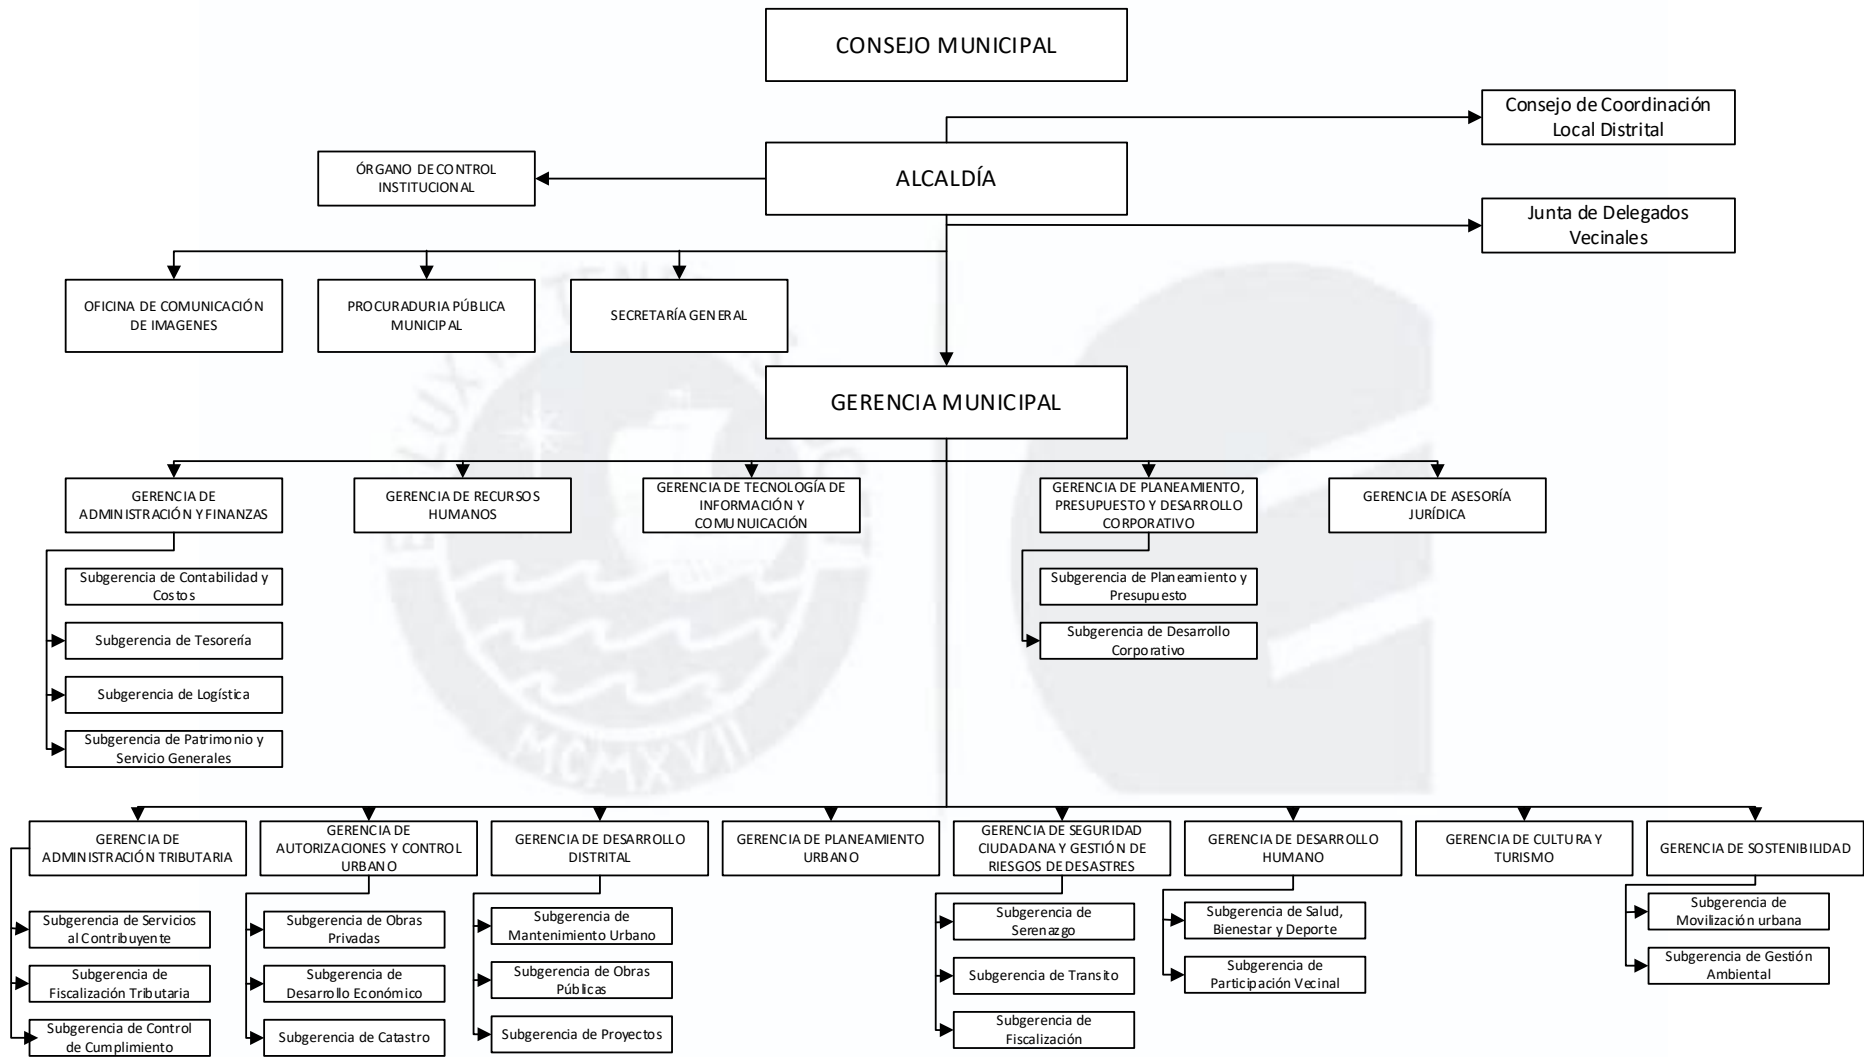 CONSEJO MUNICIPAL
Consejo de Coordinación
Local Distrital
ÓRGANO DE CONTROL
INSTITUCIONAL
ALCALDÍA
Junta de Delegados
Vecinales
OFICINA DE COMUNICACIÓN
DE IMAGENES
PROCURADURIA PÚBLICA
MUNICIPAL
SECRETARÍA GENERAL
GERENCIA MUNICIPAL
GERENCIA DE
ADMINISTRACIÓN Y FINANZAS
GERENCIA DE RECURSOS
HUMANOS
GERENCIA DE TECNOLOGÍA DE
INFORMACIÓN Y
COMUNUICACIÓN
GERENCIA DE PLANEAMIENTO,
PRESUPUESTO Y DESARROLLO
CORPORATIVO
GERENCIA DE ASESORÍA
JURÍDICA
Subgerencia de Contabilidad y
Costos
Subgerencia de Tesorería
Subgerencia de Logística
Subgerencia de Patrimonio y
Servicio Generales
Subgerencia de Planeamiento y
Presupuesto
Subgerencia de Desarrollo
Corporativo
MCMXVII
GERENCIA DE
ADMINISTRACIÓN TRIBUTARIA
GERENCIA DE
AUTORIZACIONES Y CONTROL
URBANO
GERENCIA DE DESARROLLO
DISTRITAL
GERENCIA DE PLANEAMIENTO
URBANO
GERENCIA DE SEGURIDAD
CIUDADANA Y GESTIÓN DE
RIESGOS DE DESASTRES
GERENCIA DE DESARROLLO
HUMANO
GERENCIA DE CULTURA Y
TURISMO
GERENCIA DE SOSTENIBILIDAD
Subgerencia de Servicios
al Contribuyente
Subgerencia de
Fiscalización Tributaria
Subgerencia de Control
de Cumplimiento
Subgerencia de Obras
Privadas
Subgerencia de
Desarrollo Económico
Subgerencia de Catastro
Subgerencia de
Mantenimiento Urbano
Subgerencia de Obras
Públicas
Subgerencia de Proyectos
Subgerencia de
Serenazgo
Subgerencia de Transito
Subgerencia de
Fiscalización
Subgerencia de Salud,
Bienestar y Deporte
Subgerencia de
Participación Vecinal
Subgerencia de
Movilización urbana
Subgerencia de Gestión
Ambiental